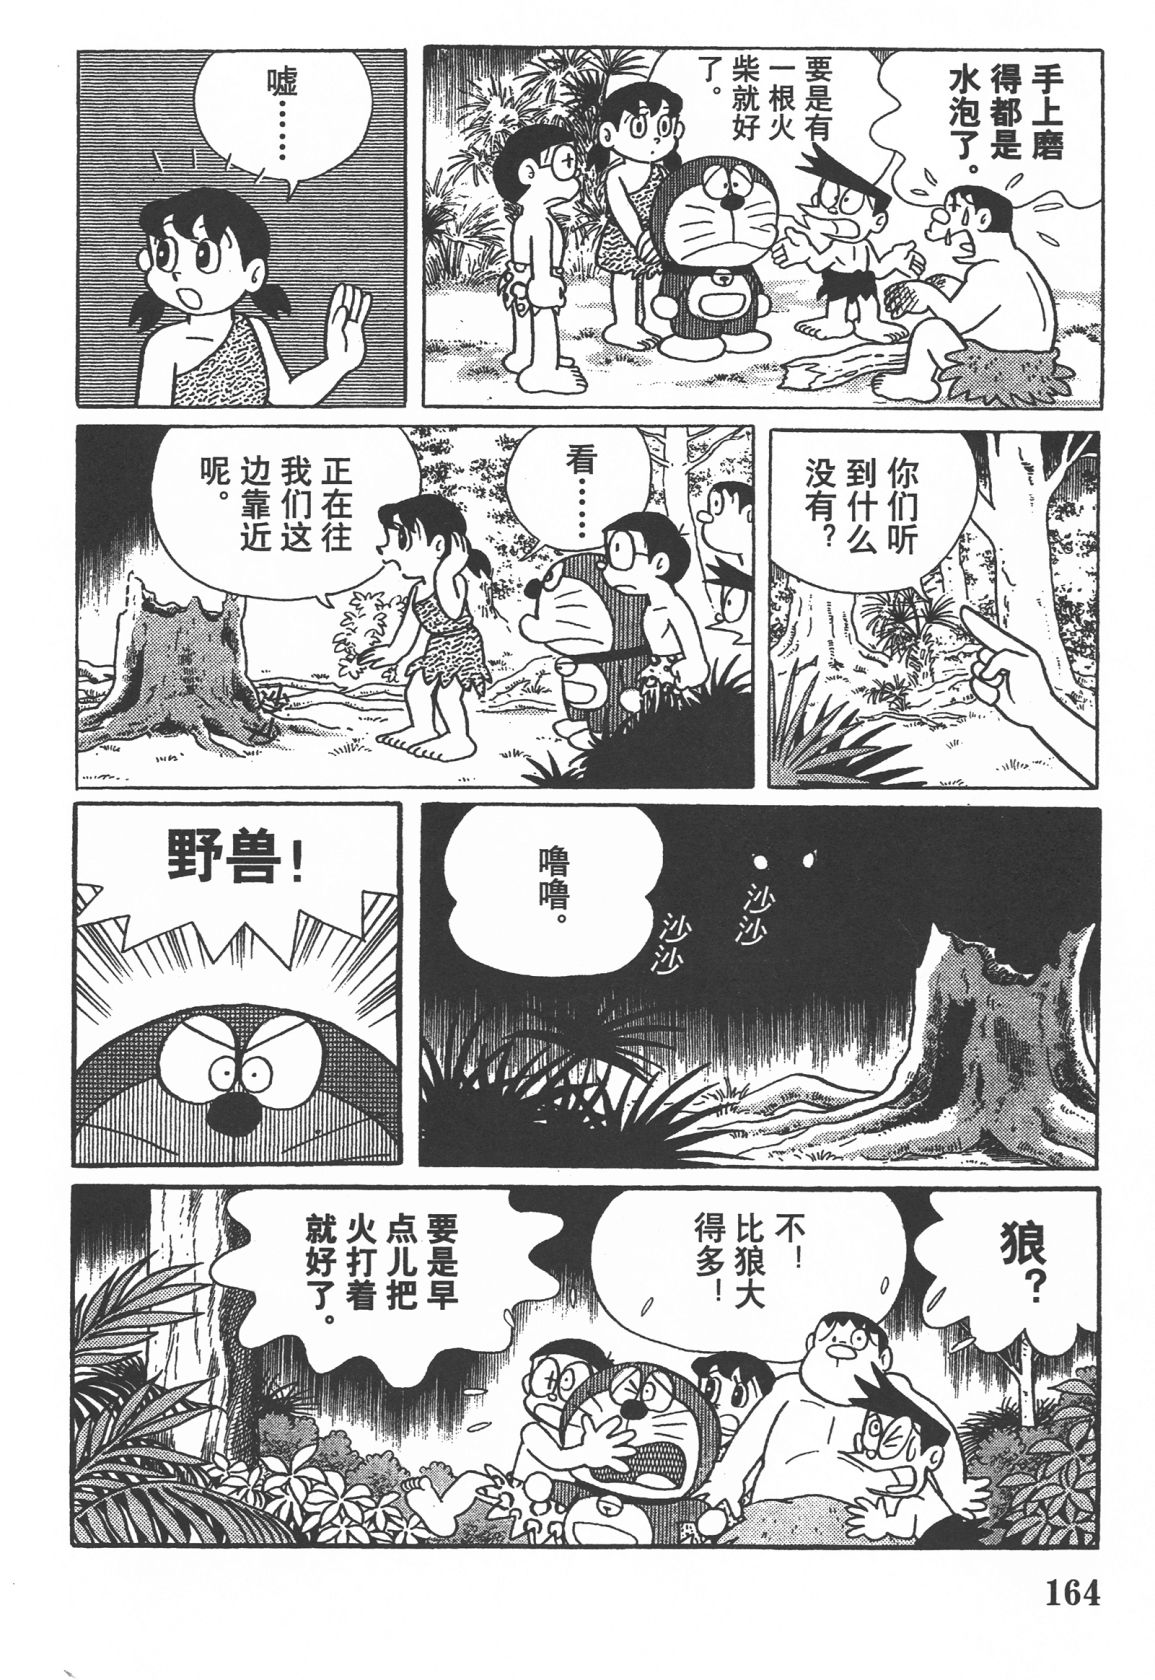 手上磨
得都是
水泡了。
要是有
一根火
柴就好
了。
嘘……
你们听
到什么
没有？
看……
正在往
我们这
边靠近
呢。
噜噜。
沙沙
沙沙
野兽！
狼？
不！
比狼大
得多！
要是早
点儿把
火打着
就好了。
164